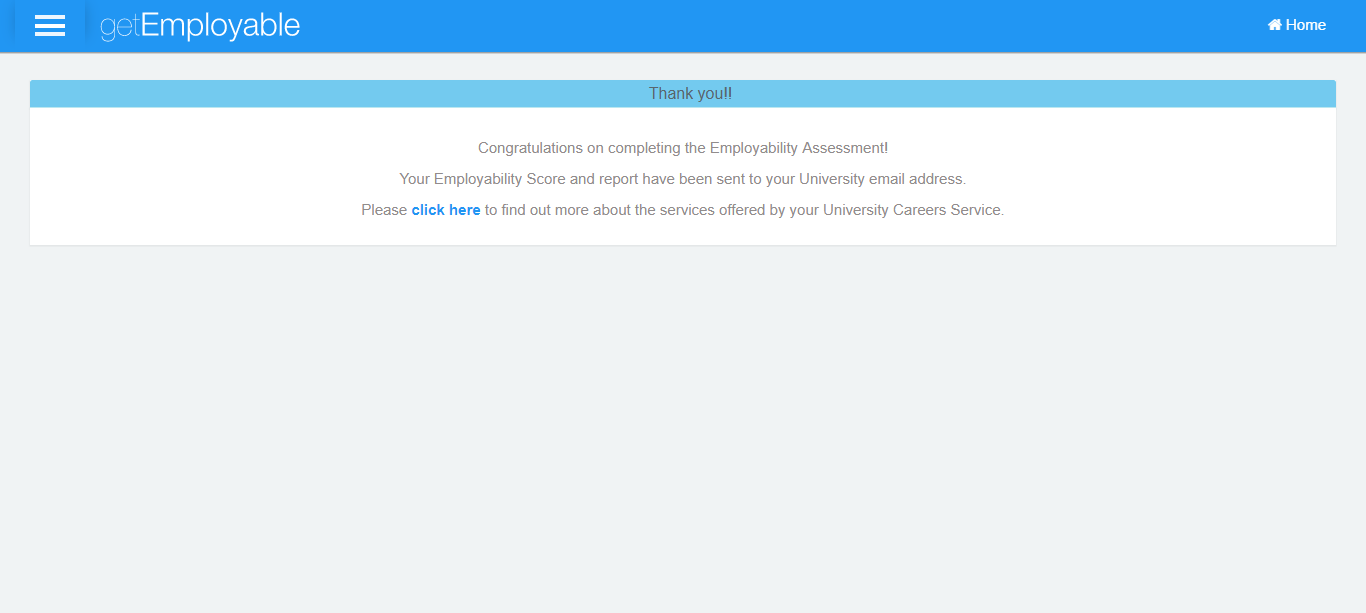 getEmployable
Home
Thank you!!
Congratulations on completing the Employability Assessment!
Your Employability Score and report have been sent to your University email address.
Please click here to find out more about the services offered by your University Careers Service.